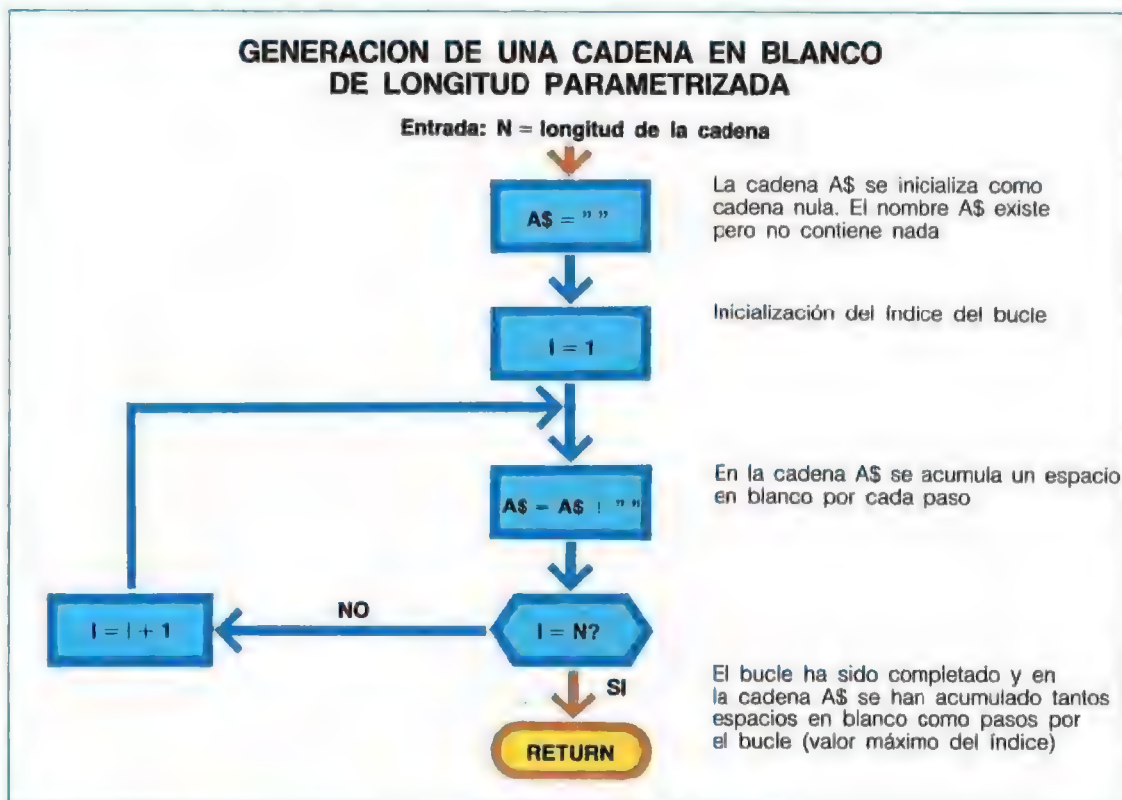 GENERACION DE UNA CADENA EN BLANCO
DE LONGITUD PARAMETRIZADA
Entrada: N = longitud de la cadena
A$ = " "
La cadena A$ se inicializa como
cadena nula. El nombre A$ existe
pero no contiene nada
I = 1
Inicialización del índice del bucle
A$ = A$ + " "
En la cadena A$ se acumula un espacio
en blanco por cada paso
I = I + 1
NO
I = N?
SI
El bucle ha sido completado y en
la cadena A$ se han acumulado tantos
espacios en blanco como pasos por
el bucle (valor máximo del índice)
RETURN